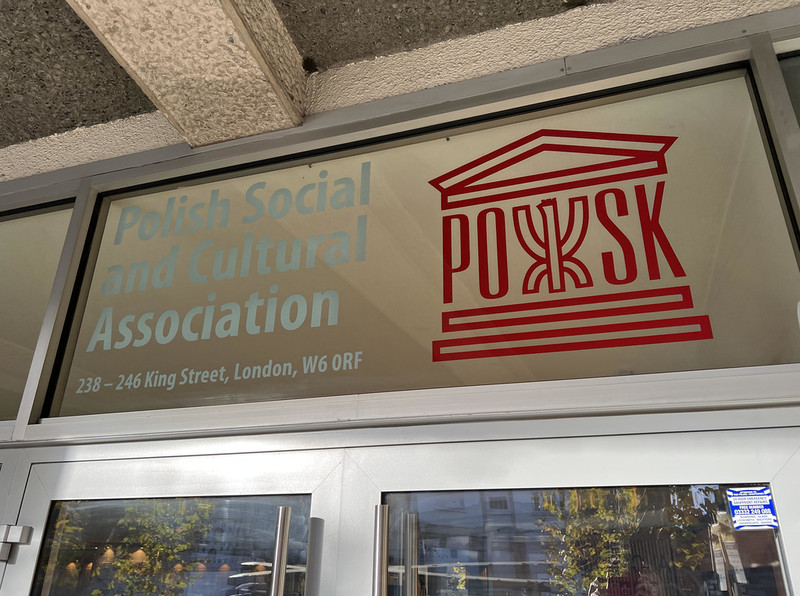 Polish Social
and Cultural
Association
238 – 246 King Street, London, W6 0RF
POSK